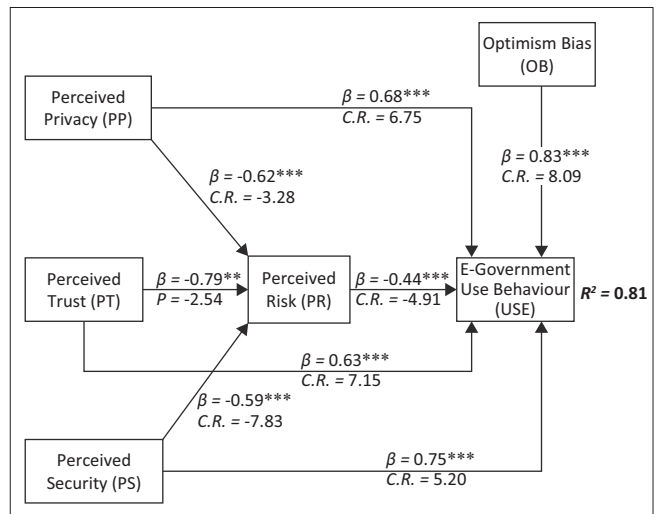 Optimism Bias
(OB)
Perceived
Privacy (PP)
β = 0.68***
C.R. = 6.75
β = 0.83***
C.R. = 8.09
β = -0.62***
C.R. = -3.28
Perceived
Trust (PT)
β = -0.79**
P = -2.54
Perceived
Risk (PR)
β = -0.44***
C.R. = -4.91
E-Government
Use Behaviour
(USE)
R² = 0.81
β = 0.63***
C.R. = 7.15
β = -0.59***
C.R. = -7.83
Perceived
Security (PS)
β = 0.75***
C.R. = 5.20